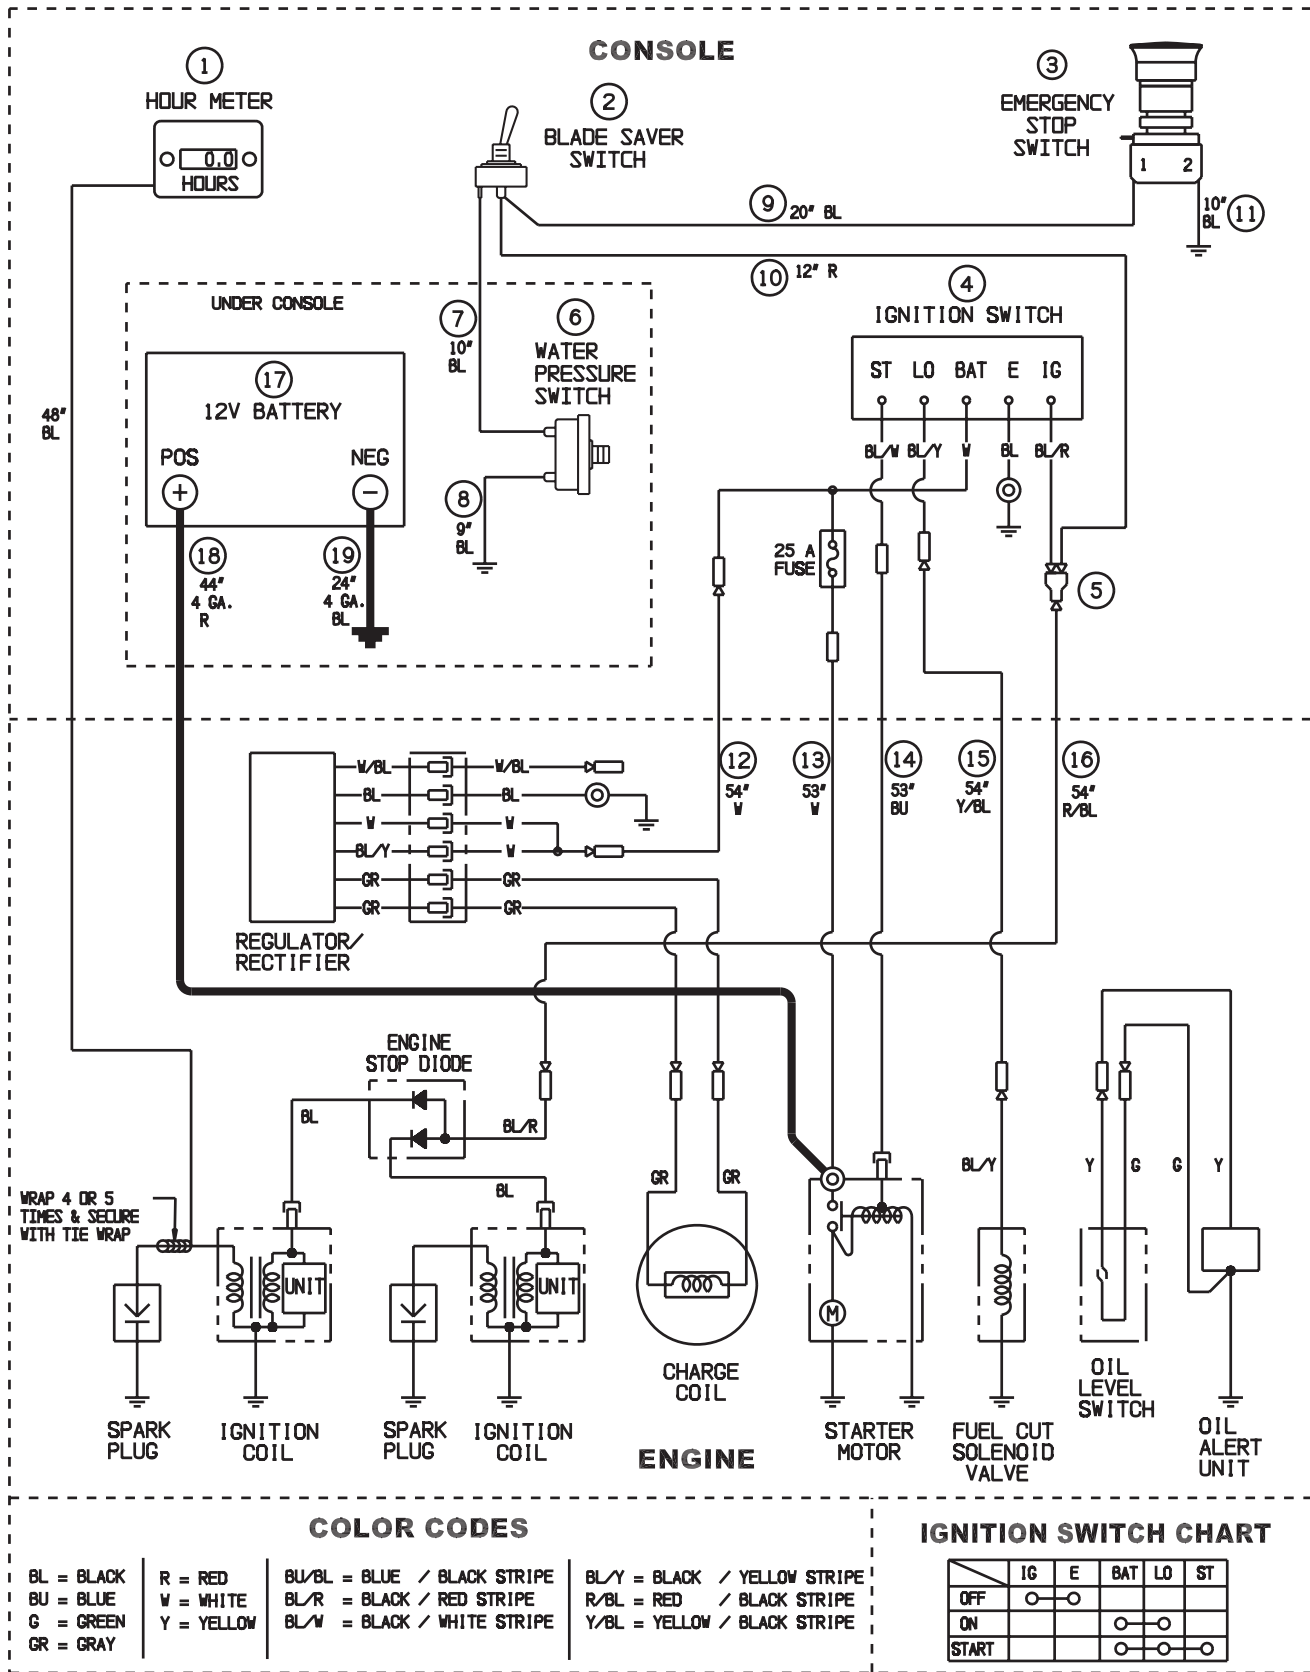 CONSOLE
1
HOUR METER
0.0
HOURS
2
BLADE SAVER
SWITCH
3
EMERGENCY
STOP
SWITCH
1 2
9 20" BL
10"
BL
11
10 12" R
UNDER CONSOLE
7
10"
BL
6
WATER
PRESSURE
SWITCH
4
IGNITION SWITCH
ST LO BAT E IG
BL/W BL/Y W BL BL/R
17
12V BATTERY
POS NEG
+ −
48"
BL
8
9"
BL
18
44"
4 GA.
R
19
24"
4 GA.
BL
25 A
FUSE
5
12
54"
W
13
53"
W
14
53"
BU
15
54"
Y/BL
16
54"
R/BL
W/BL W/BL
BL BL
W W
BL/Y W
GR GR
GR GR
REGULATOR/
RECTIFIER
ENGINE
STOP DIODE
BL
BL/R
BL
GR GR
BL/Y
Y G G Y
WRAP 4 OR 5
TIMES & SECURE
WITH TIE WRAP
UNIT
UNIT
M
SPARK
PLUG
IGNITION
COIL
SPARK
PLUG
IGNITION
COIL
CHARGE
COIL
ENGINE
STARTER
MOTOR
FUEL CUT
SOLENOID
VALVE
OIL
LEVEL
SWITCH
OIL
ALERT
UNIT
COLOR CODES
BL = BLACK
BU = BLUE
G = GREEN
GR = GRAY
R = RED
W = WHITE
Y = YELLOW
BU/BL = BLUE / BLACK STRIPE
BL/R = BLACK / RED STRIPE
BL/W = BLACK / WHITE STRIPE
BL/Y = BLACK / YELLOW STRIPE
R/BL = RED / BLACK STRIPE
Y/BL = YELLOW / BLACK STRIPE
IGNITION SWITCH CHART
IG E BAT LO ST
OFF
ON
START